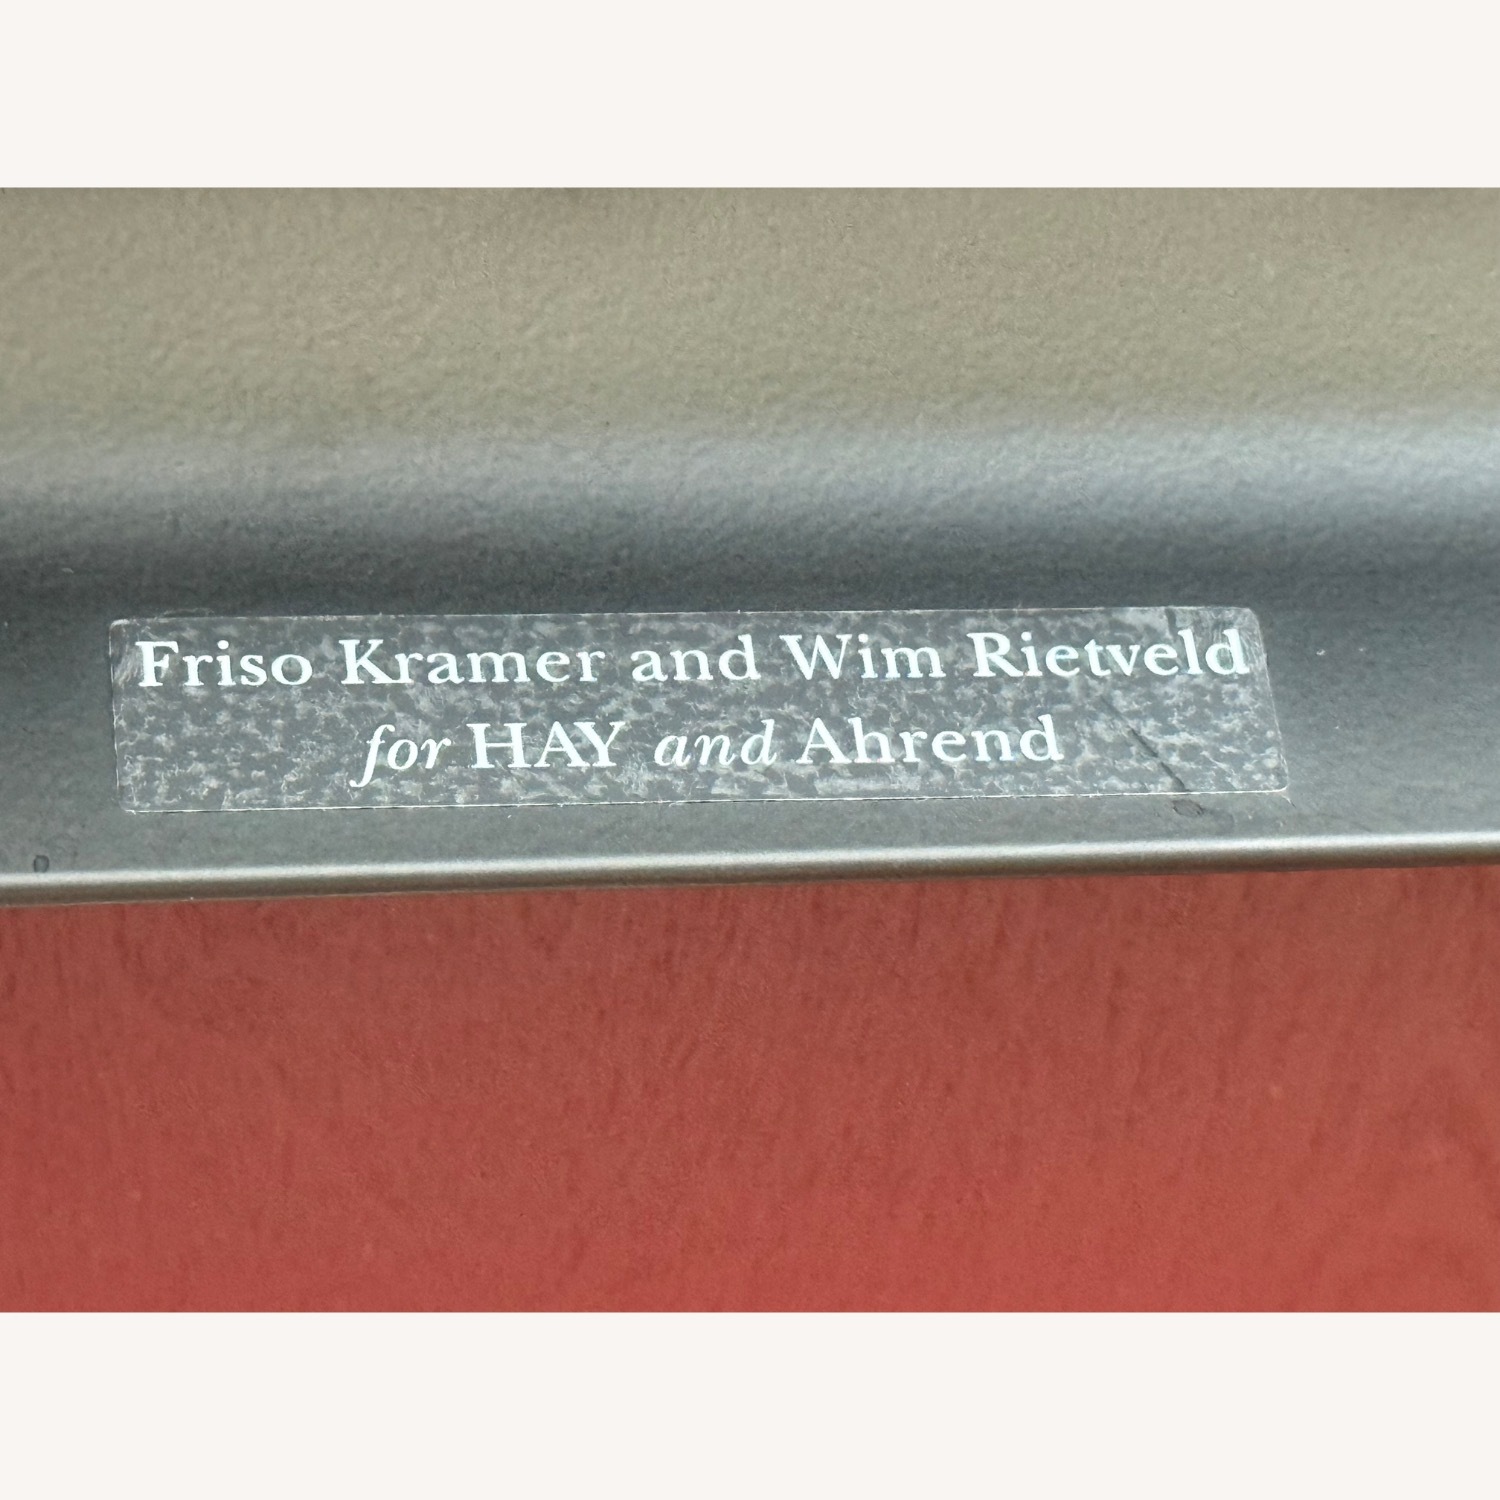 Friso Kramer and Wim Rietveld
for HAY and Ahrend